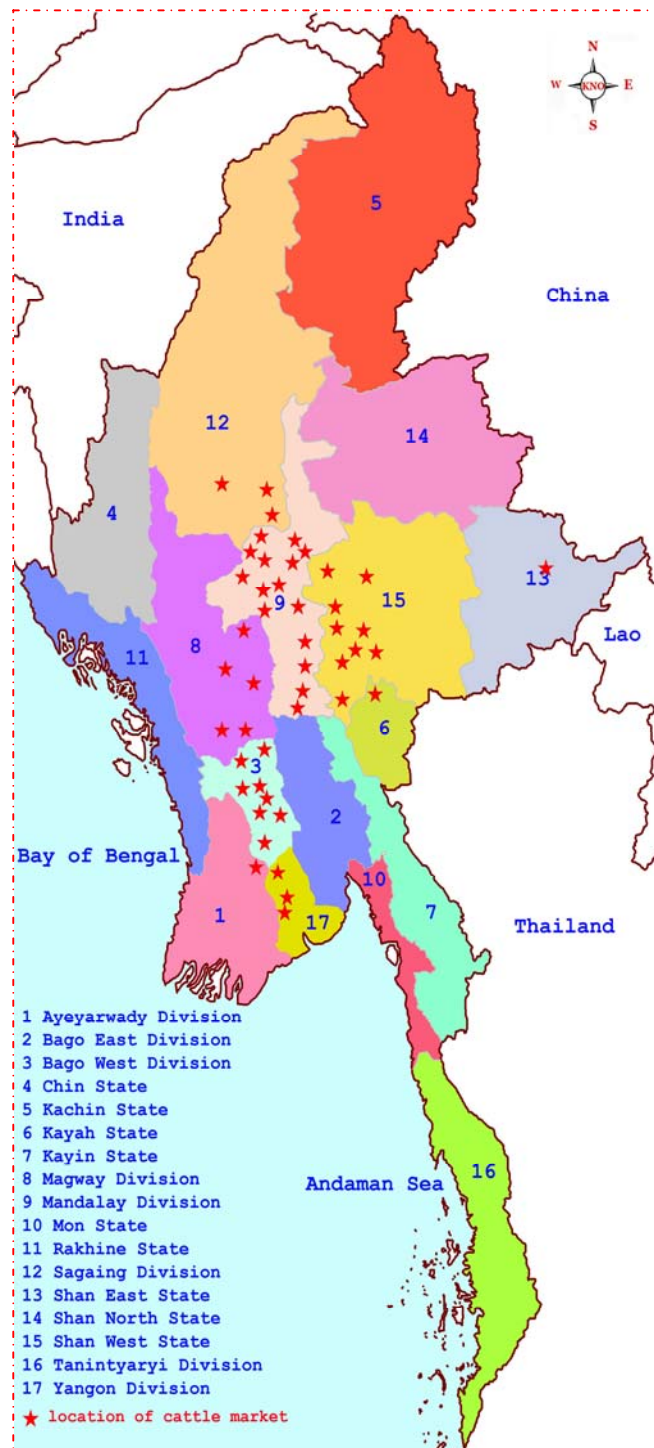 N
W KNO E
S
5
India
China
12
14
4
13
9
15
Lao
8
11
6
3
2
Bay of Bengal
10
1
7
17
Thailand
1 Ayeyarwady Division
2 Bago East Division
3 Bago West Division
4 Chin State
5 Kachin State
6 Kayah State
7 Kayin State
8 Magway Division
9 Mandalay Division
10 Mon State
11 Rakhine State
12 Sagaing Division
13 Shan East State
14 Shan North State
15 Shan West State
16 Tanintyaryi Division
17 Yangon Division
location of cattle market
Andaman Sea
16